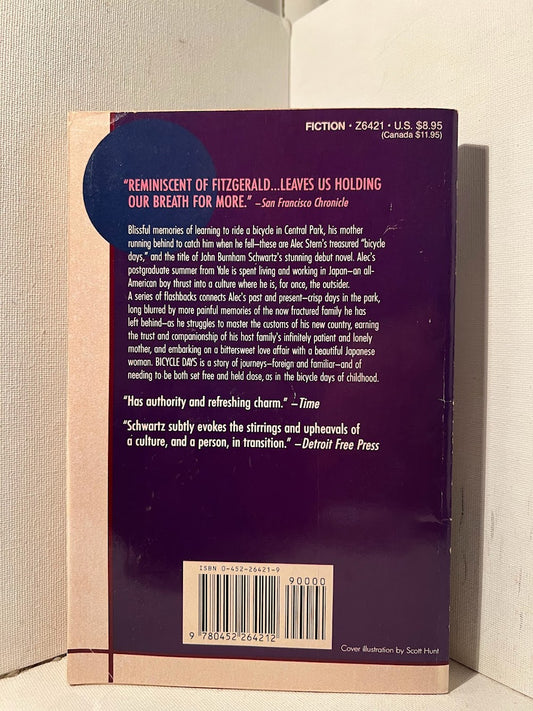 FICTION • Z6421 • U.S. $8.95
(Canada $11.95)
"REMINISCENT OF FITZGERALD...LEAVES US HOLDING
OUR BREATH FOR MORE." –San Francisco Chronicle
Blissful memories of learning to ride a bicycle in Central Park, his mother
running behind to catch him when he fell–these are Alec Stern's treasured "bicycle
days," and the title of John Burnham Schwartz's stunning debut novel. Alec's
postgraduate summer from Yale is spent living and working in Japan–an all-
American boy thrust into a culture where he is, for once, the outsider.
A series of flashbacks connects Alec's past and present–crisp days in the park,
long blurred by more painful memories of the now fractured family he has
left behind–as he struggles to master the customs of his new country, earning
the trust and companionship of his host family's infinitely patient and lonely
mother, and embarking on a bittersweet love affair with a beautiful Japanese
woman. BICYCLE DAYS is a story of journeys–foreign and familiar–and of
needing to be both set free and held close, as in the bicycle days of childhood.
"Has authority and refreshing charm." –Time
"Schwartz subtly evokes the stirrings and upheavals of
a culture, and a person, in transition." –Detroit Free Press
ISBN 0-452-26421-9
90000
9 780452 264212
Cover illustration by Scott Hunt